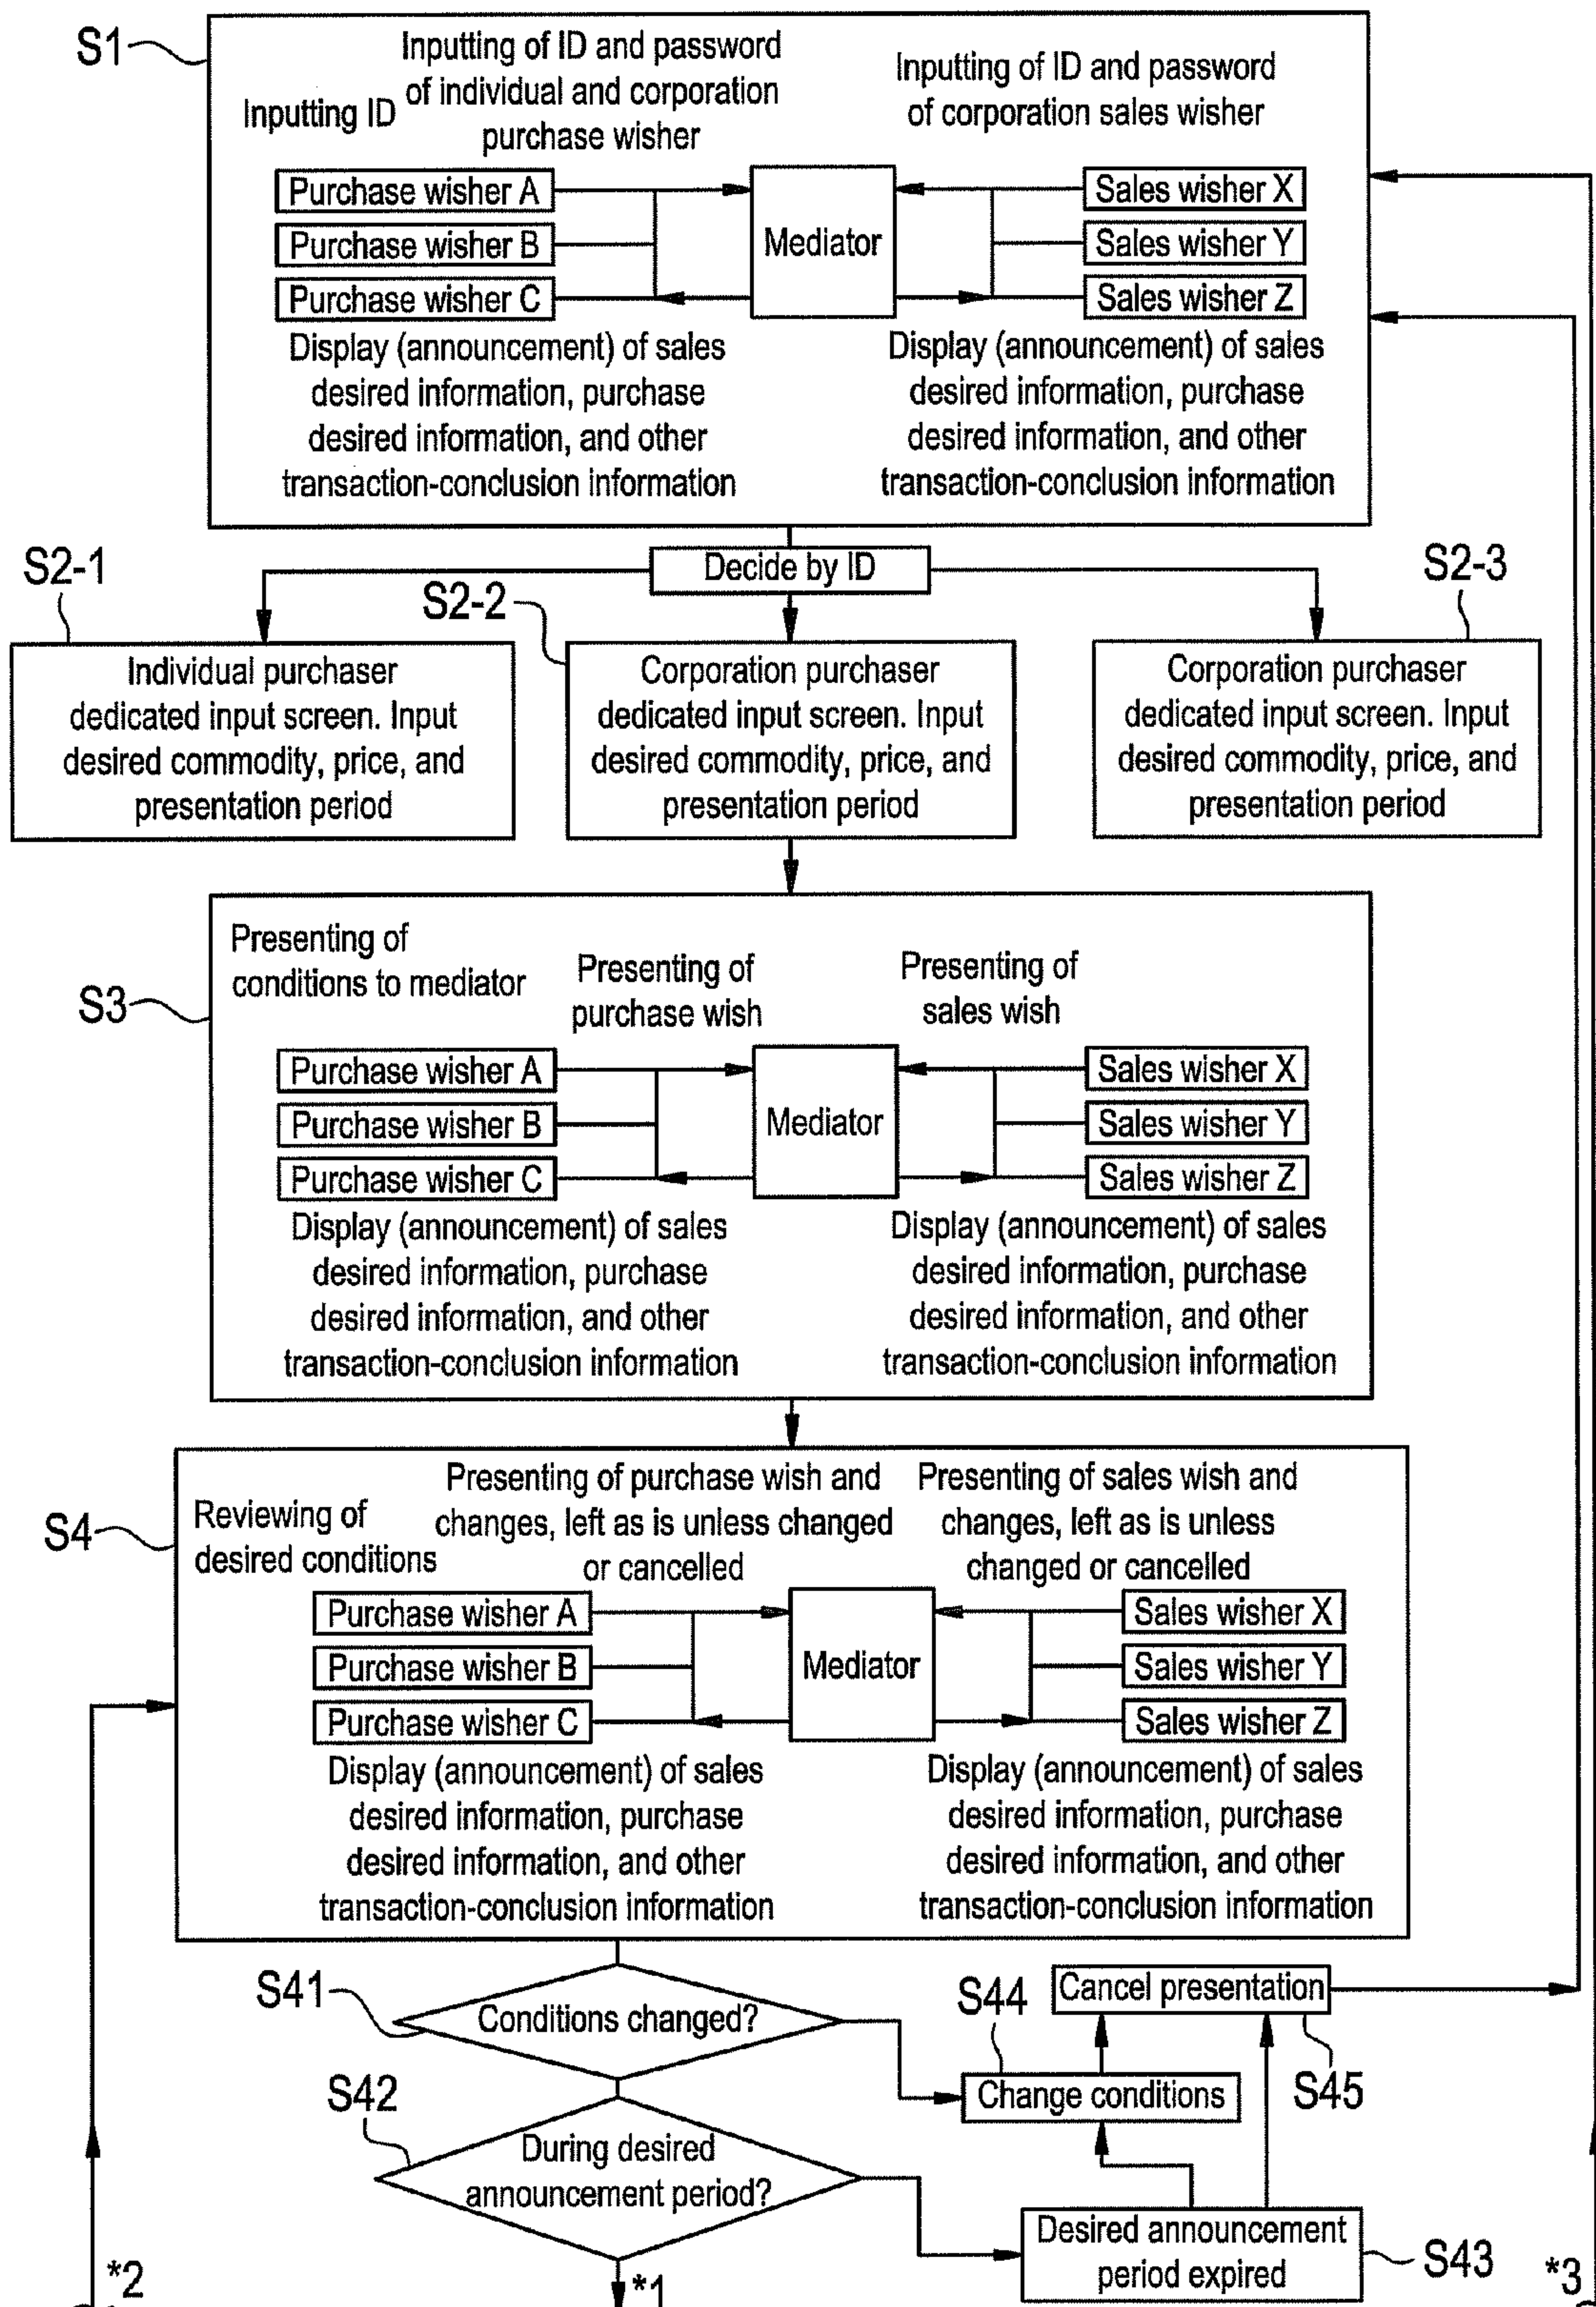 S1
Inputting ID
Inputting of ID and password
of individual and corporation
purchase wisher
Inputting of ID and password
of corporation sales wisher
Purchase wisher A
Purchase wisher B
Purchase wisher C
Mediator
Sales wisher X
Sales wisher Y
Sales wisher Z
Display (announcement) of sales
desired information, purchase
desired information, and other
transaction-conclusion information
Display (announcement) of sales
desired information, purchase
desired information, and other
transaction-conclusion information
Decide by ID
S2-1
Individual purchaser
dedicated input screen. Input
desired commodity, price, and
presentation period
S2-2
Corporation purchaser
dedicated input screen. Input
desired commodity, price, and
presentation period
S2-3
Corporation purchaser
dedicated input screen. Input
desired commodity, price, and
presentation period
S3
Presenting of
conditions to mediator
Presenting of
purchase wish
Presenting of
sales wish
Purchase wisher A
Purchase wisher B
Purchase wisher C
Mediator
Sales wisher X
Sales wisher Y
Sales wisher Z
Display (announcement) of sales
desired information, purchase
desired information, and other
transaction-conclusion information
Display (announcement) of sales
desired information, purchase
desired information, and other
transaction-conclusion information
S4
Reviewing of
desired conditions
Presenting of purchase wish and
changes, left as is unless changed
or cancelled
Presenting of sales wish and
changes, left as is unless
changed or cancelled
Purchase wisher A
Purchase wisher B
Purchase wisher C
Mediator
Sales wisher X
Sales wisher Y
Sales wisher Z
Display (announcement) of sales
desired information, purchase
desired information, and other
transaction-conclusion information
Display (announcement) of sales
desired information, purchase
desired information, and other
transaction-conclusion information
S41
Conditions changed?
S44
Cancel presentation
Change conditions
S45
S42
During desired
announcement period?
Desired announcement
period expired
S43
*2
*1
*3